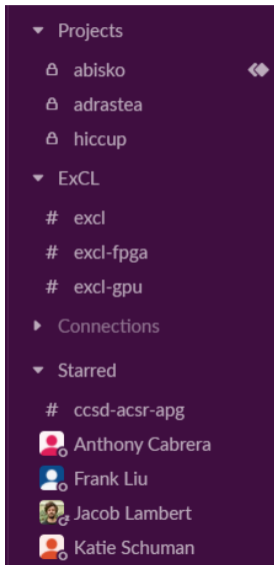 Projects
abisko
adrastea
hiccup
ExCL
# excl
# excl-fpga
# excl-gpu
Connections
Starred
# ccsd-acsr-apg
Anthony Cabrera
Frank Liu
Jacob Lambert
Katie Schuman